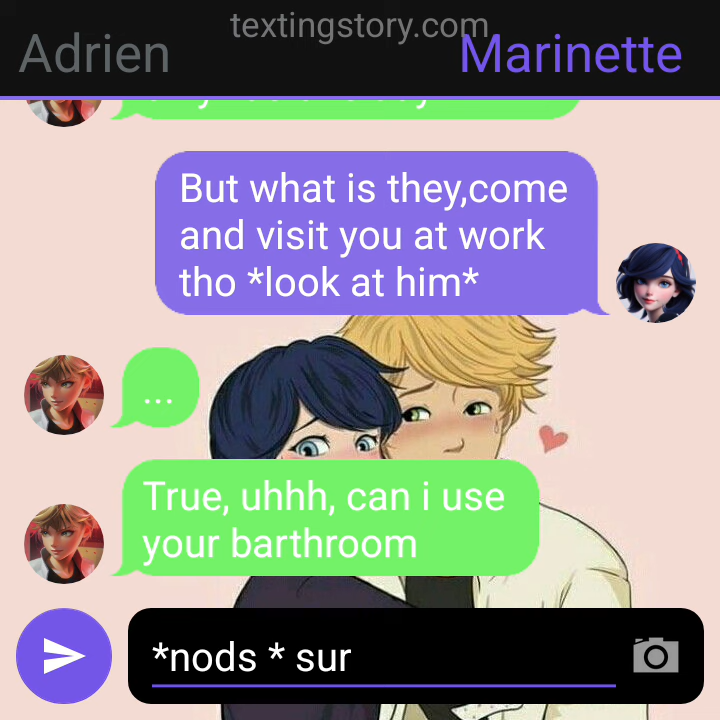 textingstory.com
Adrien
Marinette
But what is they,come
and visit you at work
tho *look at him*
...
True, uhhh, can i use
your barthroom
*nods * sur